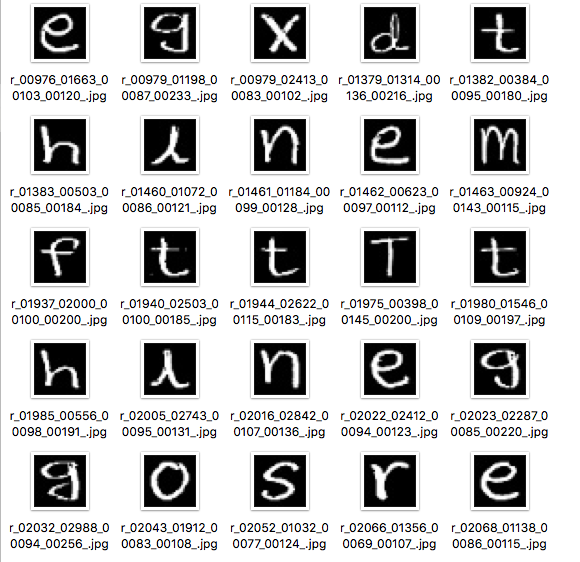 e g x d t
r_00976_01663_0 r_00979_01198_0 r_00979_02413_0 r_01379_01314_00 r_01382_00384_0
0103_00120_.jpg 0087_00233_.jpg 0083_00102_.jpg 136_00216_.jpg 0095_00180_.jpg
h i n e m
r_01383_00503_0 r_01460_01072_0 r_01461_01184_00 r_01462_00623_0 r_01463_00924_0
0085_00184_.jpg 0086_00121_.jpg 099_00128_.jpg 0097_00112_.jpg 0143_00115_.jpg
f t t T t
r_01937_02000_0 r_01940_02503_0 r_01944_02622_0 r_01975_00398_0 r_01980_01546_0
0100_00200_.jpg 0100_00185_.jpg 0115_00183_.jpg 0145_00200_.jpg 0109_00197_.jpg
h i n e g
r_01985_00556_0 r_02005_02743_0 r_02016_02842_0 r_02022_02412_0 r_02023_02287_0
0098_00191_.jpg 0095_00131_.jpg 0107_00136_.jpg 0094_00123_.jpg 0085_00220_.jpg
g o s r e
r_02032_02988_0 r_02043_01912_0 r_02052_01032_0 r_02066_01356_0 r_02068_01138_0
0094_00256_.jpg 0083_00108_.jpg 0077_00124_.jpg 0069_00107_.jpg 0086_00115_.jpg